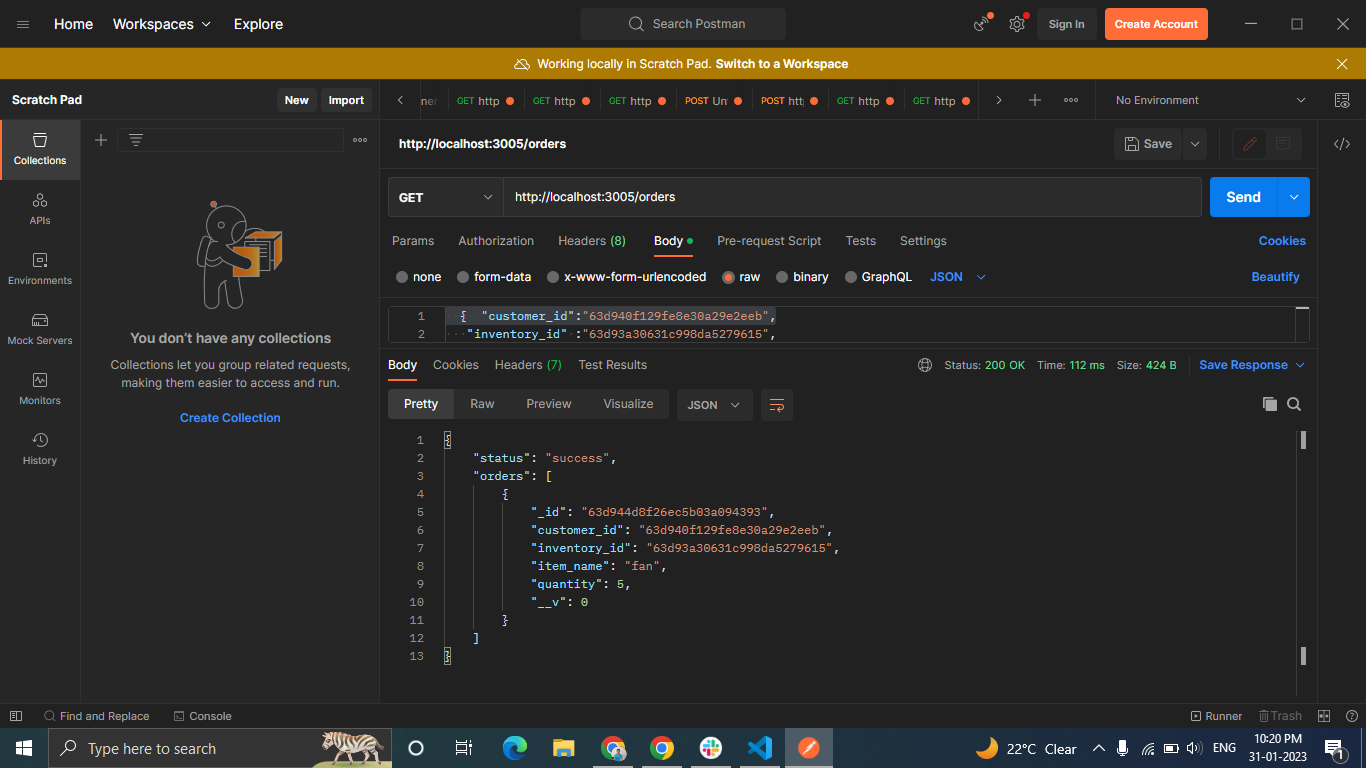 Home Workspaces Explore Search Postman Sign In Create Account
Working locally in Scratch Pad. Switch to a Workspace
Scratch Pad New Import
GET http GET http GET http POST Un POST htt GET http GET http No Environment
Collections
APIs
Environments
Mock Servers
Monitors
History
You don't have any collections
Collections let you group related requests,
making them easier to access and run.
Create Collection
http://localhost:3005/orders Save
GET http://localhost:3005/orders Send
Params Authorization Headers (8) Body Pre-request Script Tests Settings Cookies
none form-data x-www-form-urlencoded raw binary GraphQL JSON Beautify
1 { "customer_id":"63d940f129fe8e30a29e2eeb",
2 "inventory_id" :"63d93a30631c998da5279615",
Body Cookies Headers (7) Test Results Status: 200 OK Time: 112 ms Size: 424 B Save Response
Pretty Raw Preview Visualize JSON
1 {
2 "status": "success",
3 "orders": [
4 {
5 "_id": "63d944d8f26ec5b03a094393",
6 "customer_id": "63d940f129fe8e30a29e2eeb",
7 "inventory_id": "63d93a30631c998da5279615",
8 "item_name": "fan",
9 "quantity": 5,
10 "__v": 0
11 }
12 ]
13 }
Find and Replace Console Runner Trash
Type here to search 22°C Clear ENG 10:20 PM
31-01-2023 1